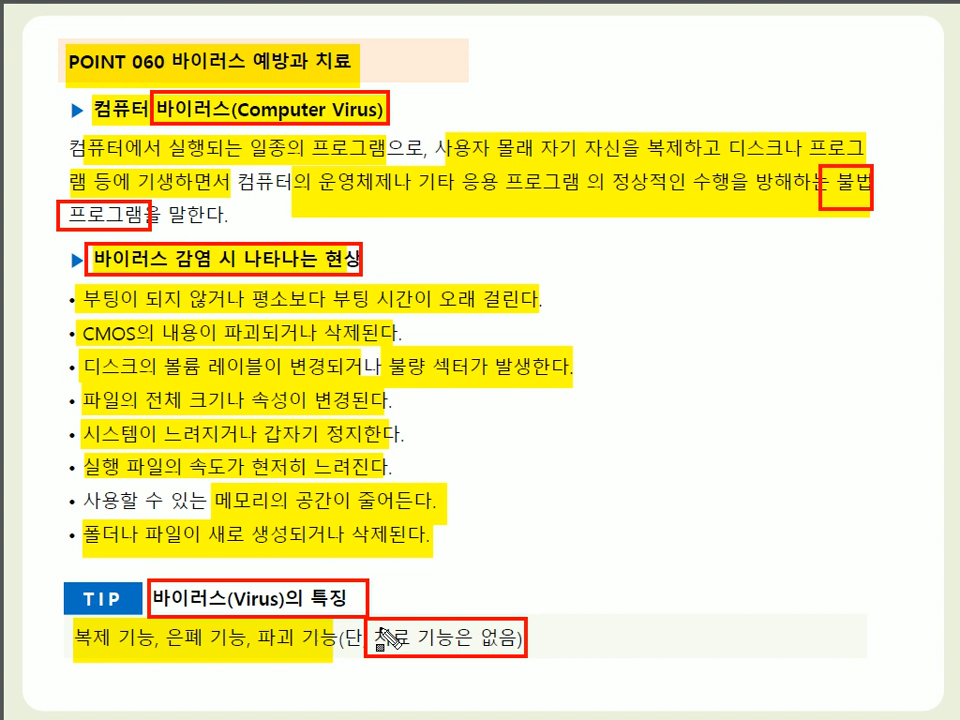 POINT 060 바이러스 예방과 치료
▶ 컴퓨터 바이러스(Computer Virus)
컴퓨터에서 실행되는 일종의 프로그램으로, 사용자 몰래 자기 자신을 복제하고 디스크나 프로그
램 등에 기생하면서 컴퓨터의 운영체제나 기타 응용 프로그램 의 정상적인 수행을 방해하는 불법
프로그램을 말한다.
▶ 바이러스 감염 시 나타나는 현상
• 부팅이 되지 않거나 평소보다 부팅 시간이 오래 걸린다.
• CMOS의 내용이 파괴되거나 삭제된다.
• 디스크의 볼륨 레이블이 변경되거나 불량 섹터가 발생한다.
• 파일의 전체 크기나 속성이 변경된다.
• 시스템이 느려지거나 갑자기 정지한다.
• 실행 파일의 속도가 현저히 느려진다.
• 사용할 수 있는 메모리의 공간이 줄어든다.
• 폴더나 파일이 새로 생성되거나 삭제된다.
TIP 바이러스(Virus)의 특징
복제 기능, 은폐 기능, 파괴 기능(단, 치료 기능은 없음)